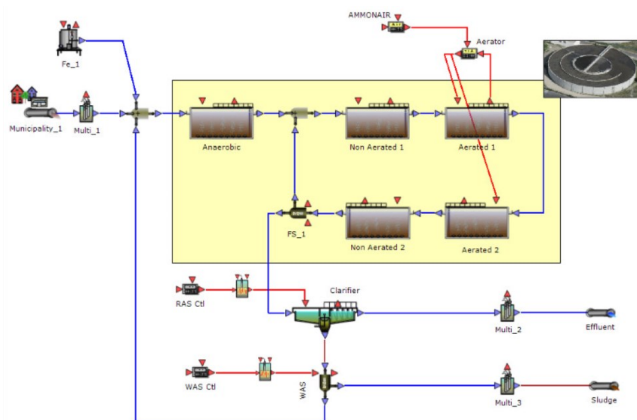 AMMONAIR
Fe_1
Aerator
Municipality_1
Multi_1
Anaerobic
Non Aerated 1
Aerated 1
FS_1
Non Aerated 2
Aerated 2
RAS Ctl
Clarifier
Multi_2
Effluent
WAS Ctl
WAS
Multi_3
Sludge